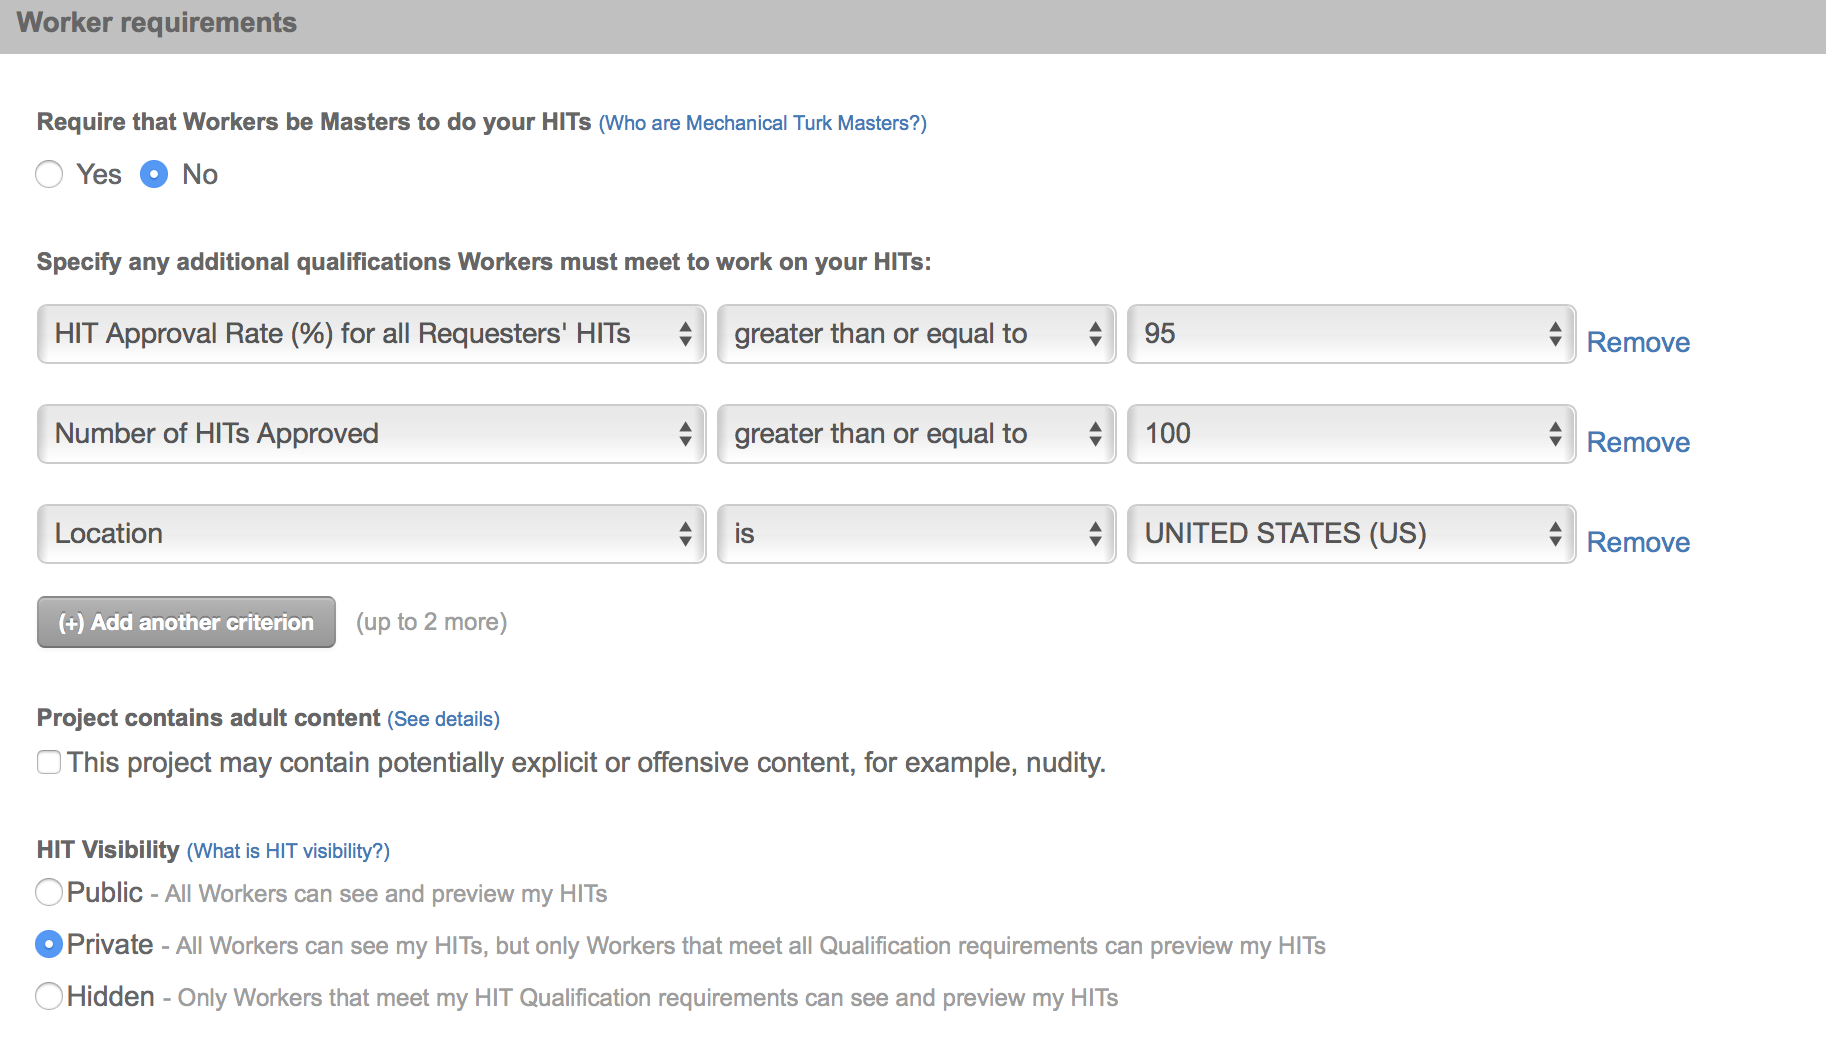 Worker requirements
Require that Workers be Masters to do your HITs (Who are Mechanical Turk Masters?)
Yes No
Specify any additional qualifications Workers must meet to work on your HITs:
HIT Approval Rate (%) for all Requesters' HITs greater than or equal to 95 Remove
Number of HITs Approved greater than or equal to 100 Remove
Location is UNITED STATES (US) Remove
(+) Add another criterion (up to 2 more)
Project contains adult content (See details)
This project may contain potentially explicit or offensive content, for example, nudity.
HIT Visibility (What is HIT visibility?)
Public - All Workers can see and preview my HITs
Private - All Workers can see my HITs, but only Workers that meet all Qualification requirements can preview my HITs
Hidden - Only Workers that meet my HIT Qualification requirements can see and preview my HITs